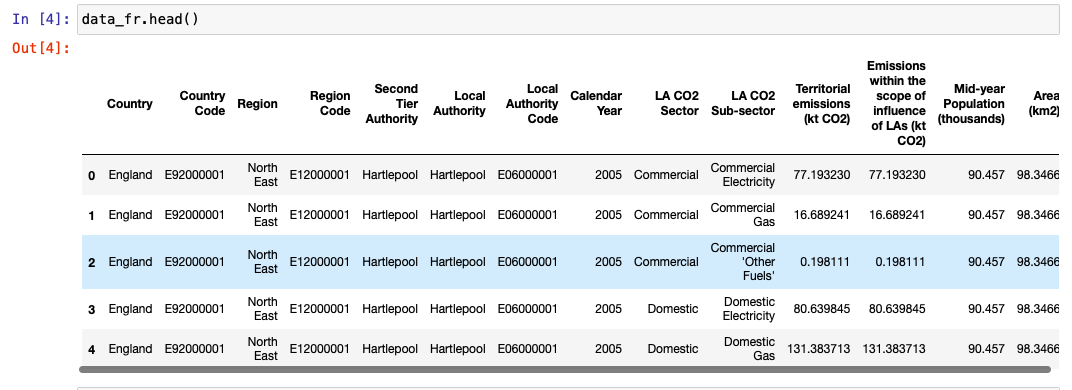 In [4]: data_fr.head()
Out[4]:
Country Country Code Region Region Code Second Tier Authority Local Authority Local Authority Code Calendar Year LA CO2 Sector LA CO2 Sub-sector Territorial emissions (kt CO2) Emissions within the scope of influence of LAs (kt CO2) Mid-year Population (thousands) Area (km2)
0 England E92000001 North East E12000001 Hartlepool Hartlepool E06000001 2005 Commercial Commercial Electricity 77.193230 77.193230 90.457 98.3466
1 England E92000001 North East E12000001 Hartlepool Hartlepool E06000001 2005 Commercial Commercial Gas 16.689241 16.689241 90.457 98.3466
2 England E92000001 North East E12000001 Hartlepool Hartlepool E06000001 2005 Commercial Commercial 'Other Fuels' 0.198111 0.198111 90.457 98.3466
3 England E92000001 North East E12000001 Hartlepool Hartlepool E06000001 2005 Domestic Domestic Electricity 80.639845 80.639845 90.457 98.3466
4 England E92000001 North East E12000001 Hartlepool Hartlepool E06000001 2005 Domestic Domestic Gas 131.383713 131.383713 90.457 98.3466